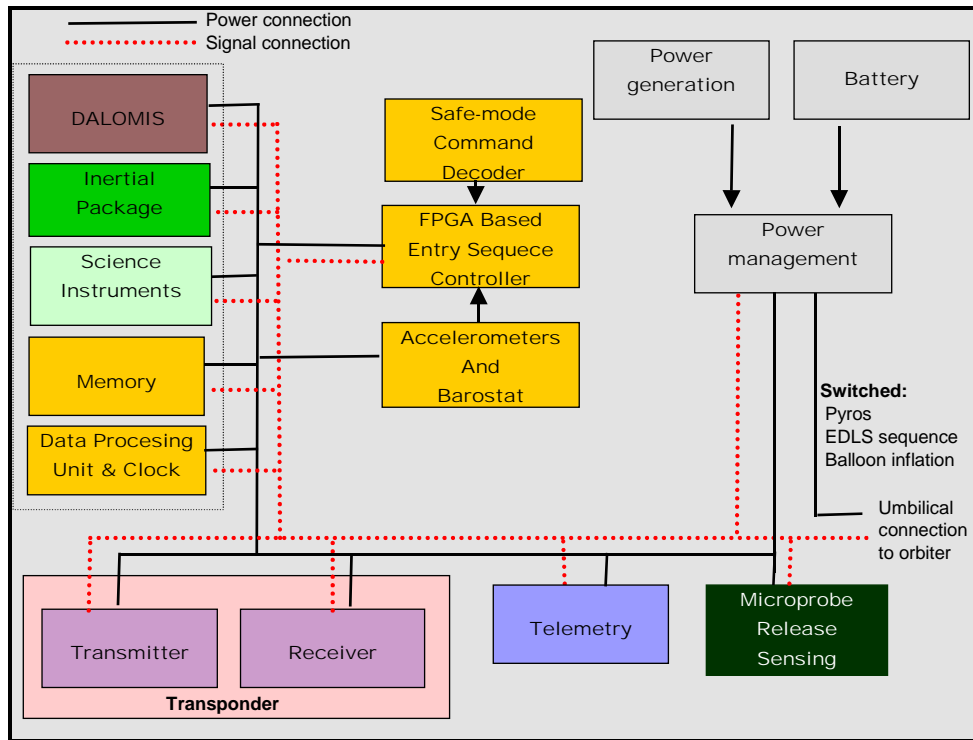 Power connection
Signal connection
DALOMIS
Inertial
Package
Science
Instruments
Memory
Data Procesing
Unit & Clock
Safe-mode
Command
Decoder
FPGA Based
Entry Sequece
Controller
Accelerometers
And
Barostat
Power
generation
Battery
Power
management
Switched:
Pyros
EDLS sequence
Balloon inflation
Umbilical
connection
to orbiter
Transmitter
Receiver
Transponder
Telemetry
Microprobe
Release
Sensing